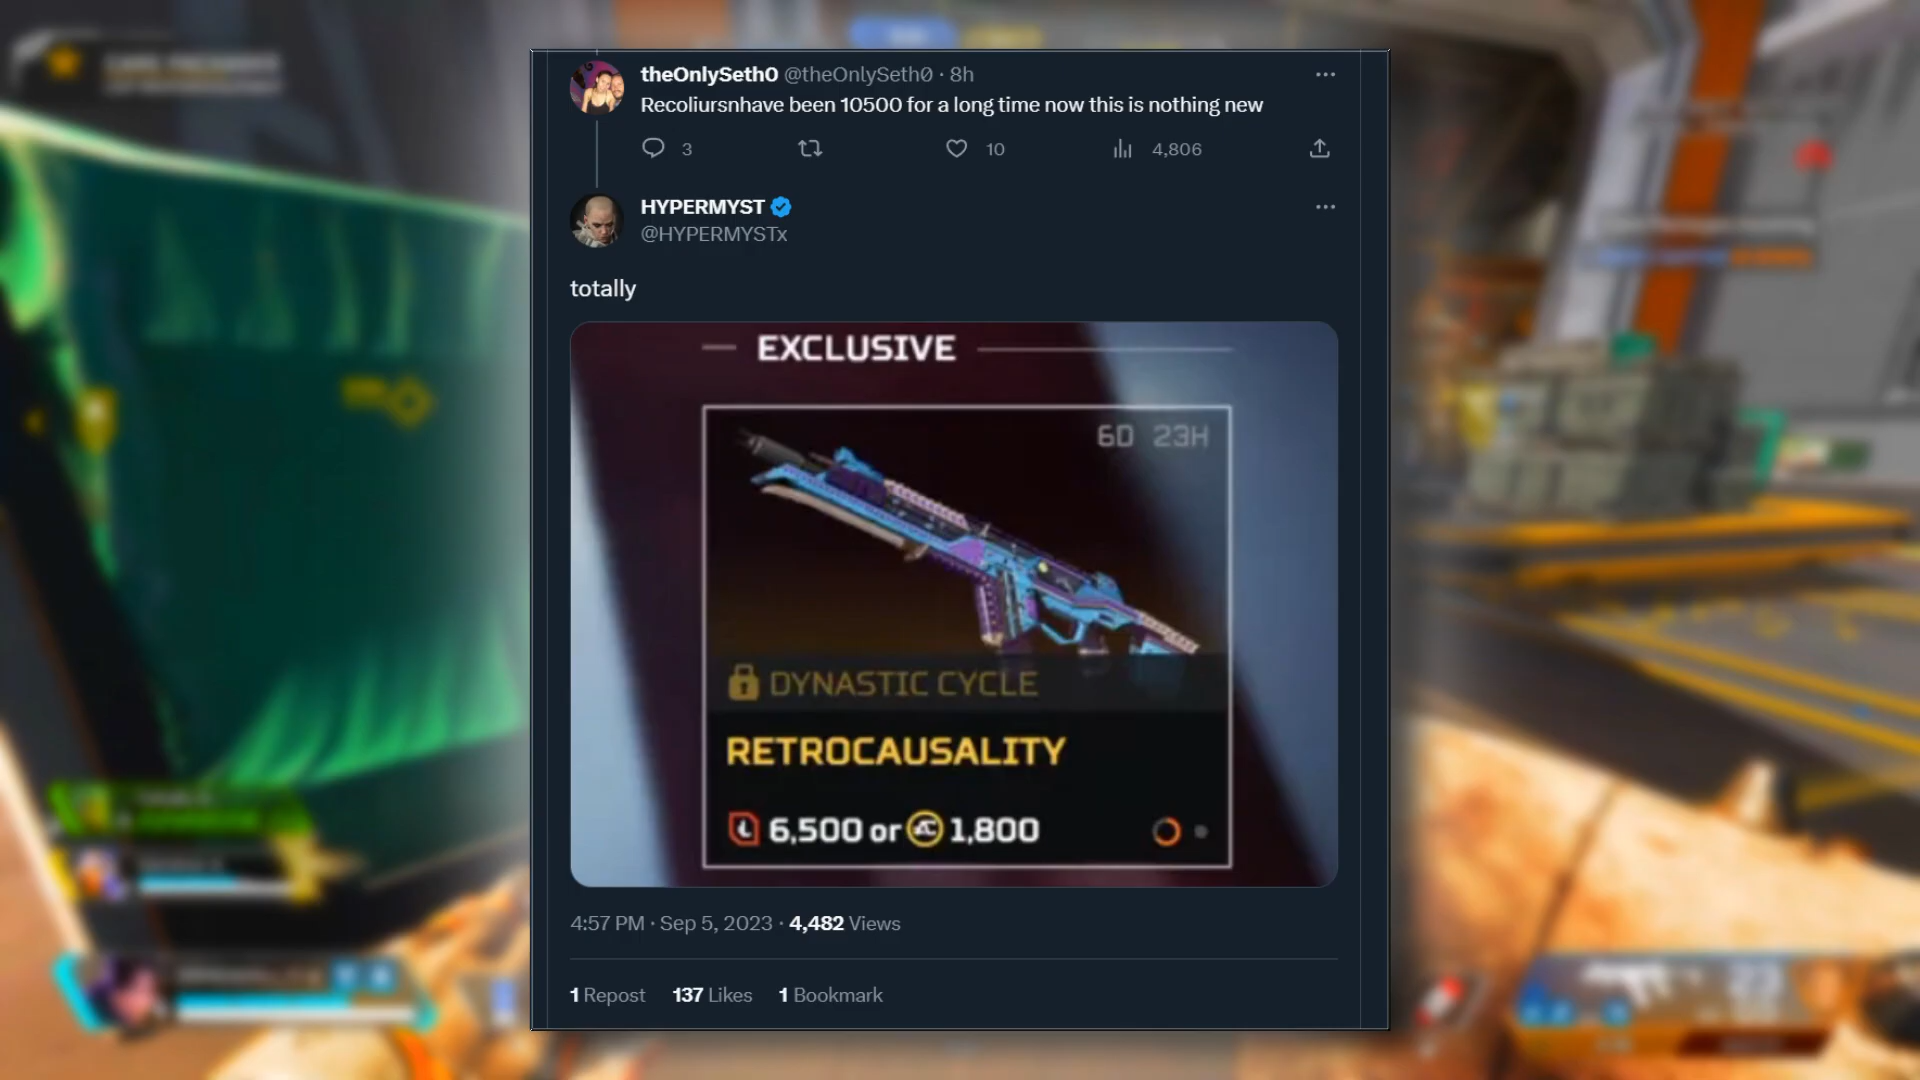 theOnlySethO @theOnlySeth0 · 8h
Recoliursnhave been 10500 for a long time now this is nothing new
3 10 4,806
HYPERMYST
@HYPERMYSTx
totally
EXCLUSIVE
6D 23H
DYNASTIC CYCLE
RETROCAUSALITY
6,500 or 1,800
4:57 PM · Sep 5, 2023 · 4,482 Views
1 Repost 137 Likes 1 Bookmark
23